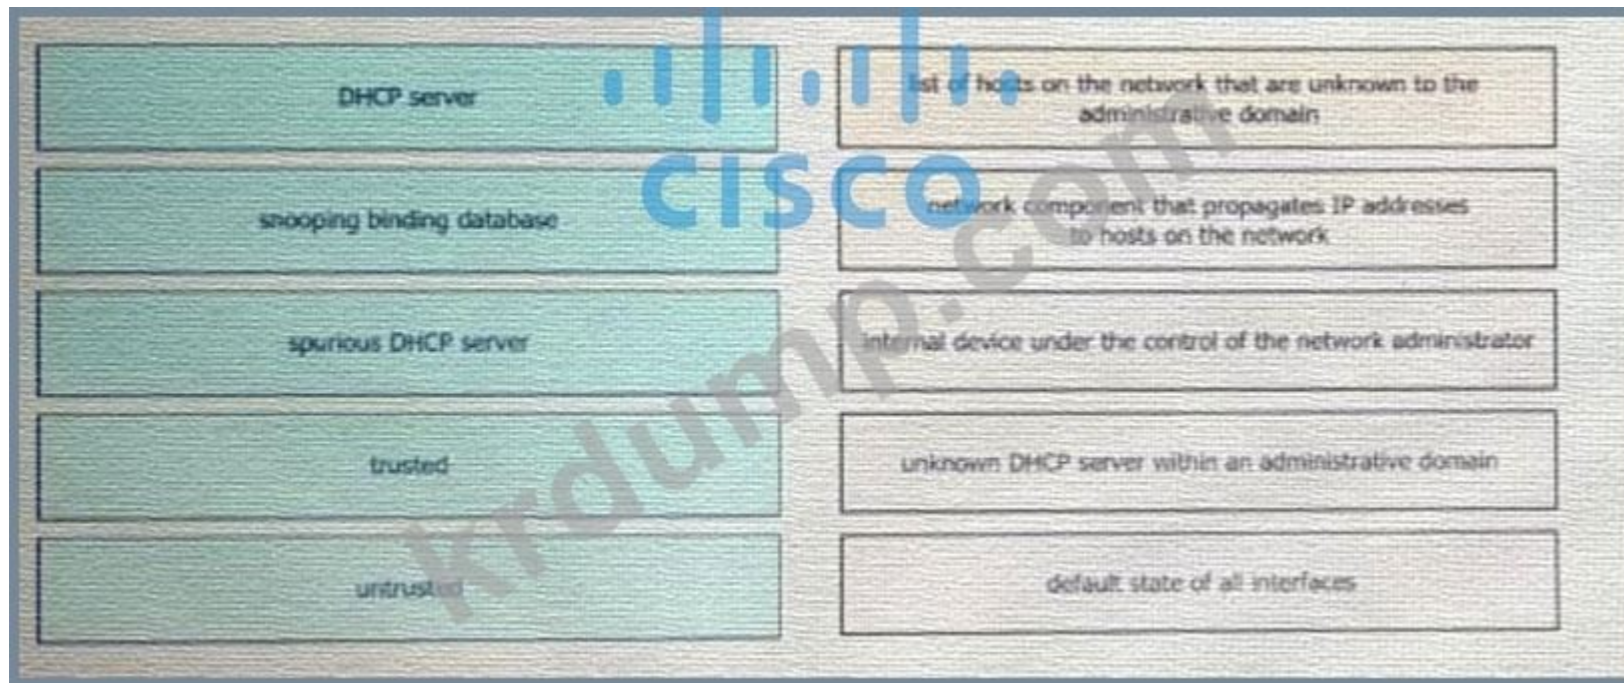 DHCP server
list of hosts on the network that are unknown to the
administrative domain
CISCO
snooping binding database
network component that propagates IP addresses
to hosts on the network
spurious DHCP server
internal device under the control of the network administrator
trusted
unknown DHCP server within an administrative domain
untrusted
default state of all interfaces
krdump.com